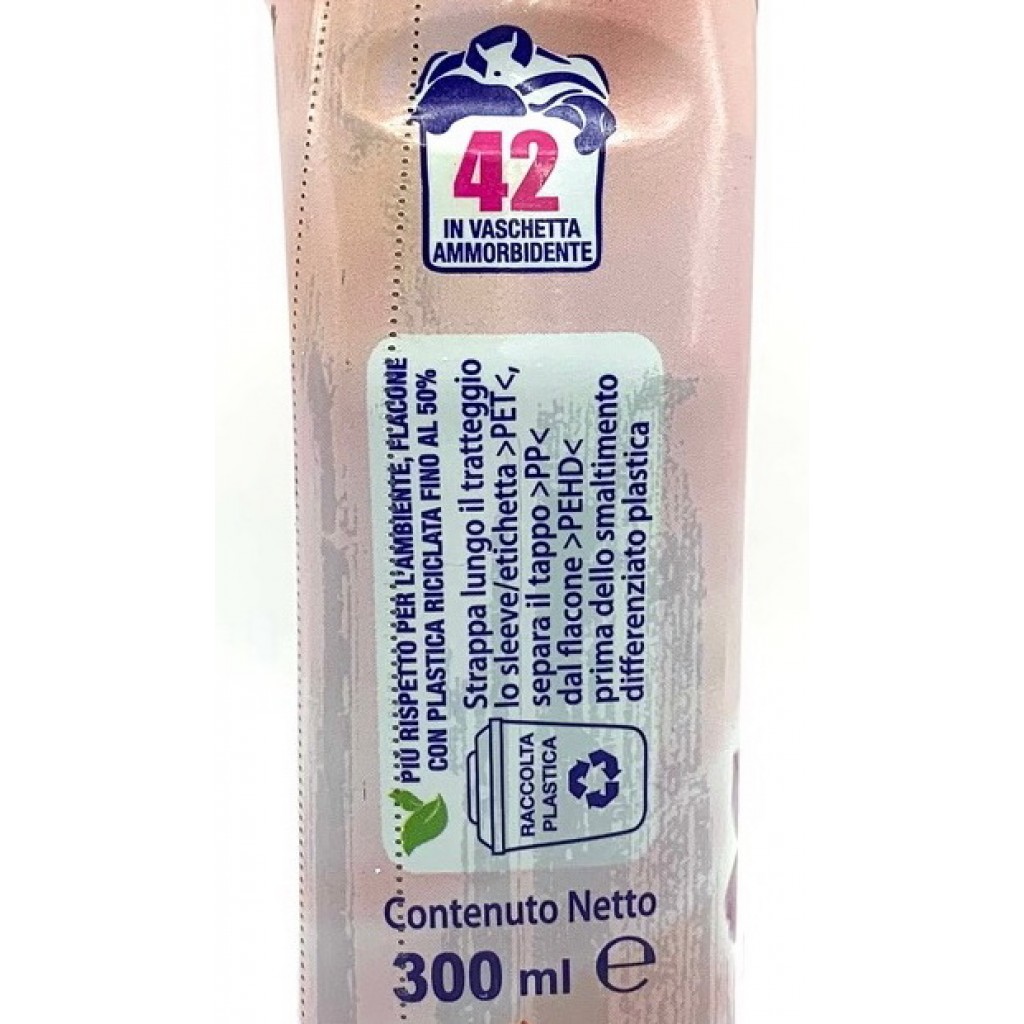 42
IN VASCHETTA
AMMORBIDENTE
PIÙ RISPETTO PER L'AMBIENTE, FLACONE
CON PLASTICA RICICLATA FINO AL 50%
Strappa lungo il tratteggio
lo sleeve/etichetta >PET<,
separa il tappo >PP<
dal flacone >PEHD<
prima dello smaltimento
differenziato plastica
RACCOLTA
PLASTICA
Contenuto Netto
300 ml ℮